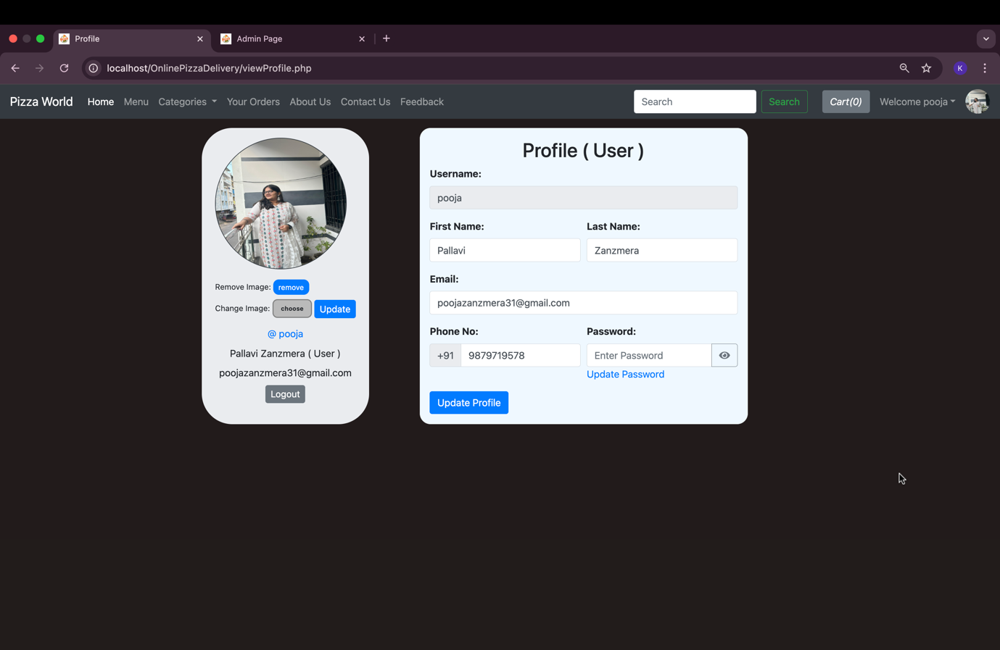 Profile
Admin Page
localhost/OnlinePizzaDelivery/viewProfile.php
K
Pizza World Home Menu Categories Your Orders About Us Contact Us Feedback Search Search Cart(0) Welcome pooja
Remove Image: remove
Change Image: choose Update
@ pooja
Pallavi Zanzmera ( User )
poojazanzmera31@gmail.com
Logout
Profile ( User )
Username:
pooja
First Name: Last Name:
Pallavi Zanzmera
Email:
poojazanzmera31@gmail.com
Phone No: Password:
+91 9879719578 Enter Password
Update Password
Update Profile